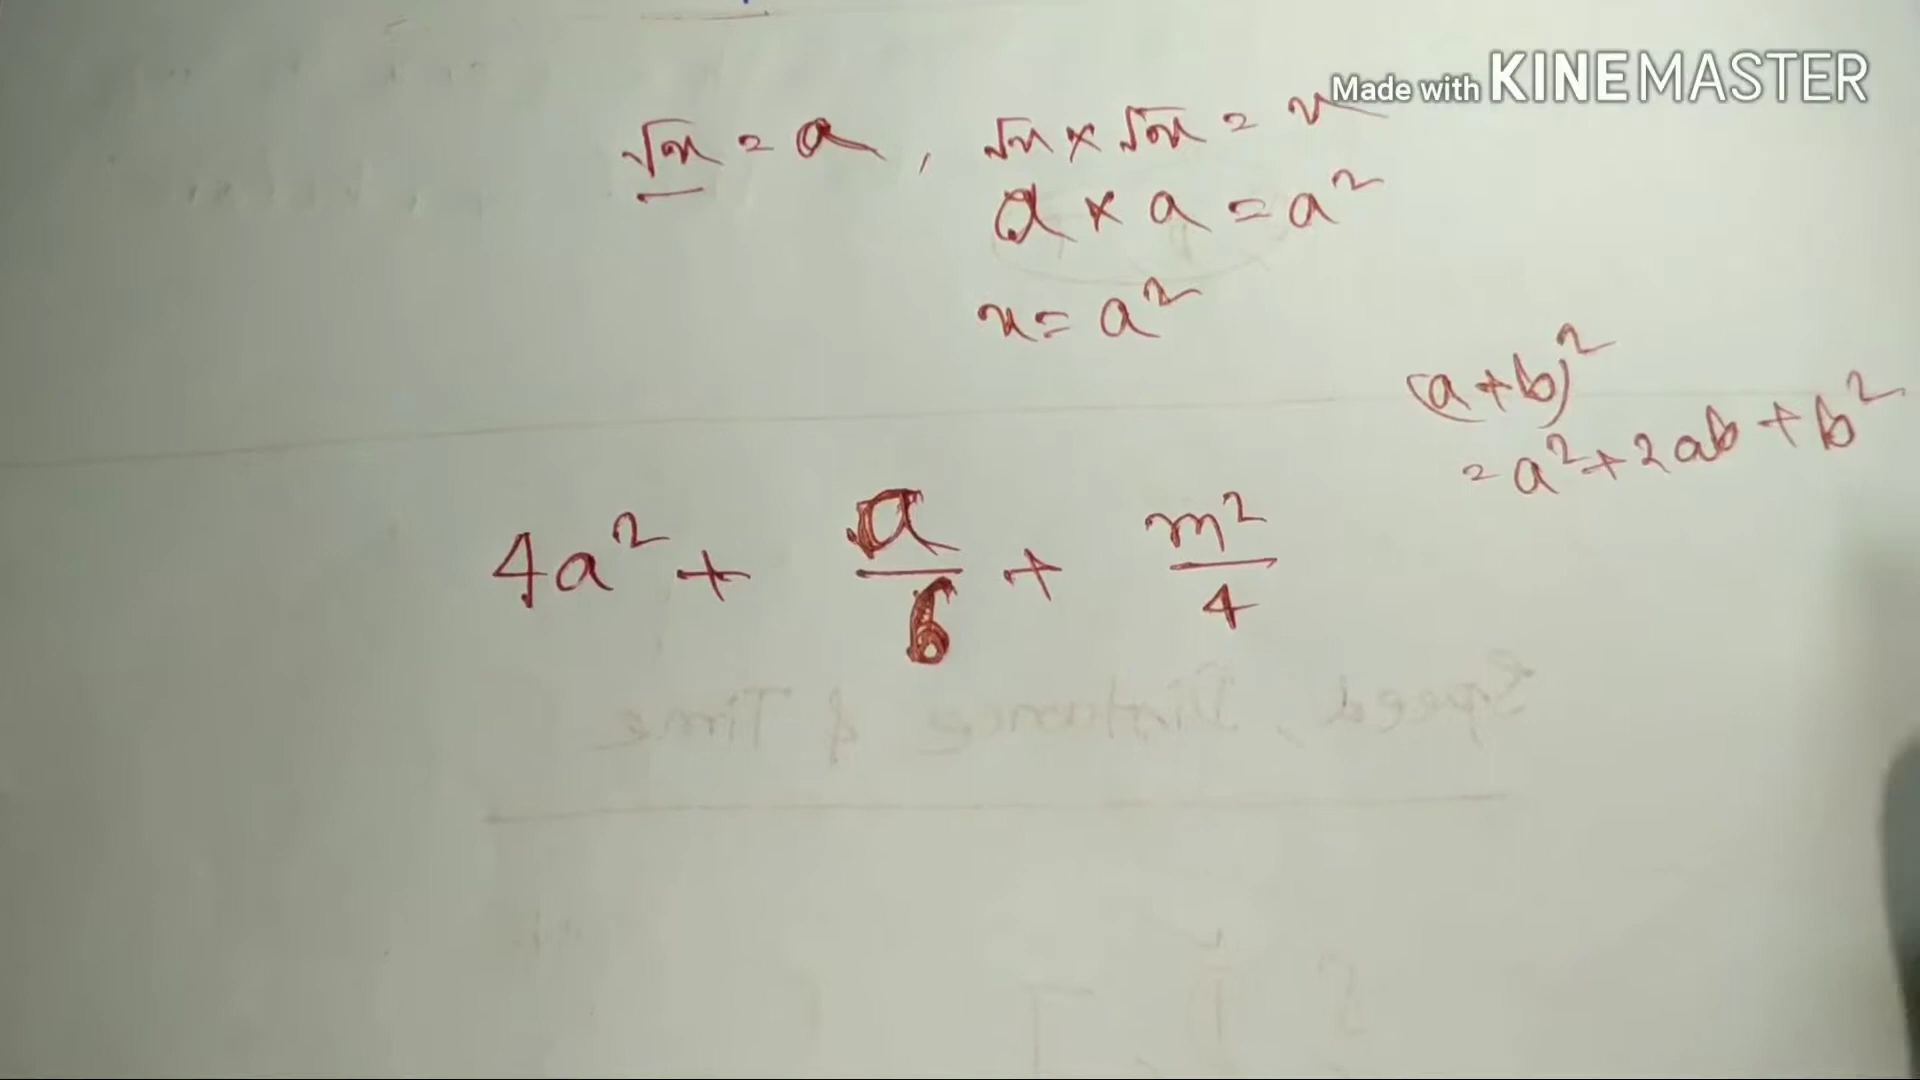 Made with KINEMASTER
√x = a , √x × √x = x
a × a = a²
x = a²
(a+b)²
= a² + 2ab + b²
4a² + a/6 + m²/4
Speed, Distance & Time